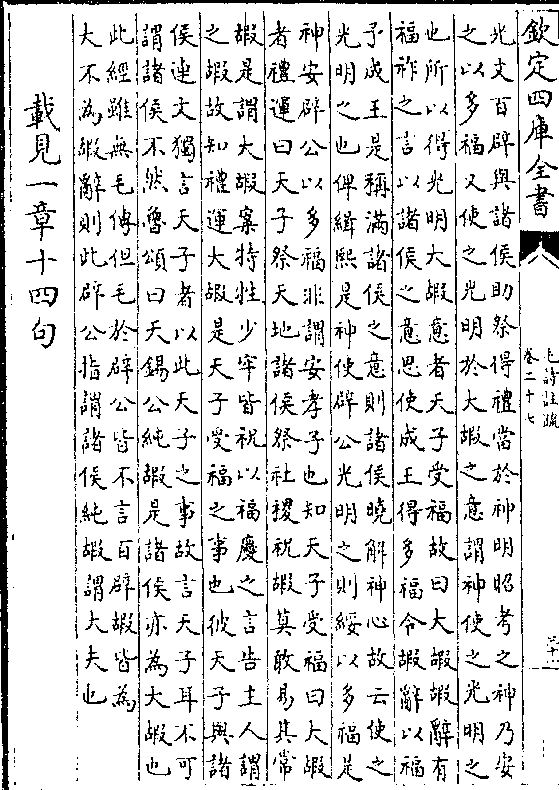 欽定四庫全書
毛詩註疏
卷二十七
光文百辟與諸侯助祭得禮當於神明昭考之神乃安
之以多福又使之光明於大嘏之意謂神使之光明之
也所以得光明大嘏意者天子受福故曰大嘏嘏辭有
福祚之言以諸侯之意思使成王得多福令嘏辭以福
予成王是稱滿諸侯之意則諸侯曉解神心故云使之
光明之也俾緝熙是神使辟公光明之則綏以多福是
神安辟公以多福非謂安孝子也知天子受福曰大嘏
者禮運曰天子祭天地諸侯祭社稷祝嘏莫敢易其常
嘏是謂大嘏案特牲少牢皆祝以福慶之言告主人謂
之嘏故知禮運大嘏是天子受福之事也彼天子與諸
侯連文獨言天子者以此天子之事故言天子耳不可
謂諸侯不然魯頌曰天錫公純嘏是諸侯亦為大嘏也
此經雖無毛傳但毛於辟公皆不言百辟嘏皆為
大不為嘏辭則此辟公指謂諸侯純嘏謂大夫也
載見一章十四句